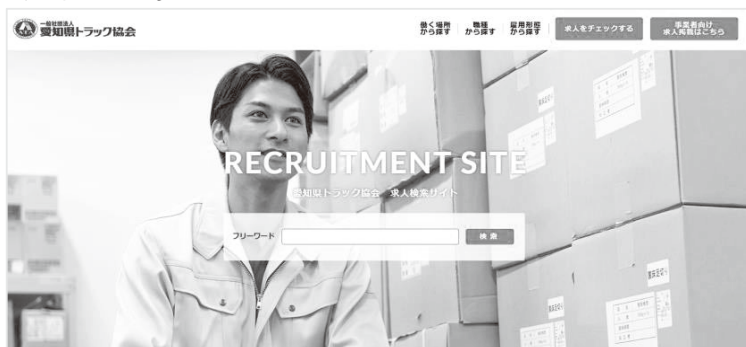 一般社団法人
愛知県トラック協会
働く場所
から探す
職種
から探す
雇用形態
から探す
求人をチェックする
事業者向け
求人掲載はこちら
RECRUITMENT SITE
愛知県トラック協会 求人検索サイト
フリーワード
検索